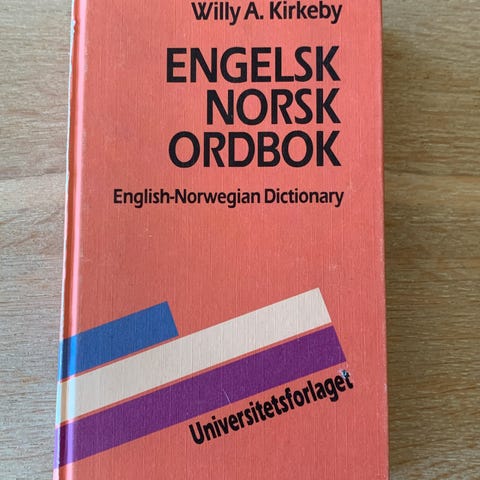 Willy A. Kirkeby
ENGELSK
NORSK
ORDBOK
English-Norwegian Dictionary
Universitetsforlaget